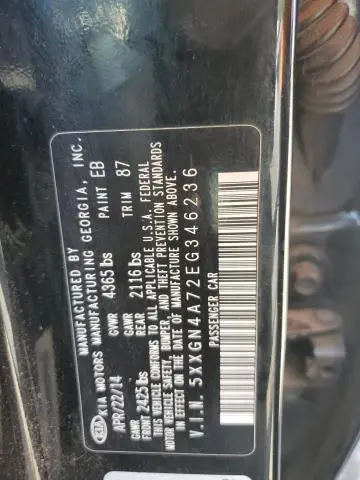 MANUFACTURED BY
KIA KIA MOTORS MANUFACTURING GEORGIA, INC.
APR/22/14 GVWR 4365 lbs PAINT EB
GAWR FRONT 2425 lbs GAWR REAR 2116 lbs TRIM 87
THIS VEHICLE CONFORMS TO ALL APPLICABLE U.S.A. FEDERAL
MOTOR VEHICLE SAFETY, BUMPER, AND THEFT PREVENTION STANDARDS
IN EFFECT ON THE DATE OF MANUFACTURE SHOWN ABOVE.
V.I.N. 5XXGN4A72EG346236
PASSENGER CAR